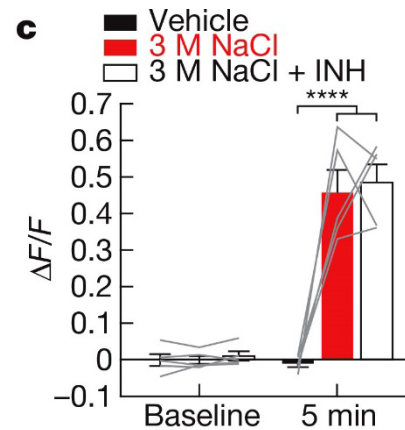 c
Vehicle
3 M NaCl
3 M NaCl + INH
****
0.7
0.6
0.5
0.4
0.3
0.2
0.1
0
−0.1
ΔF/F
Baseline 5 min